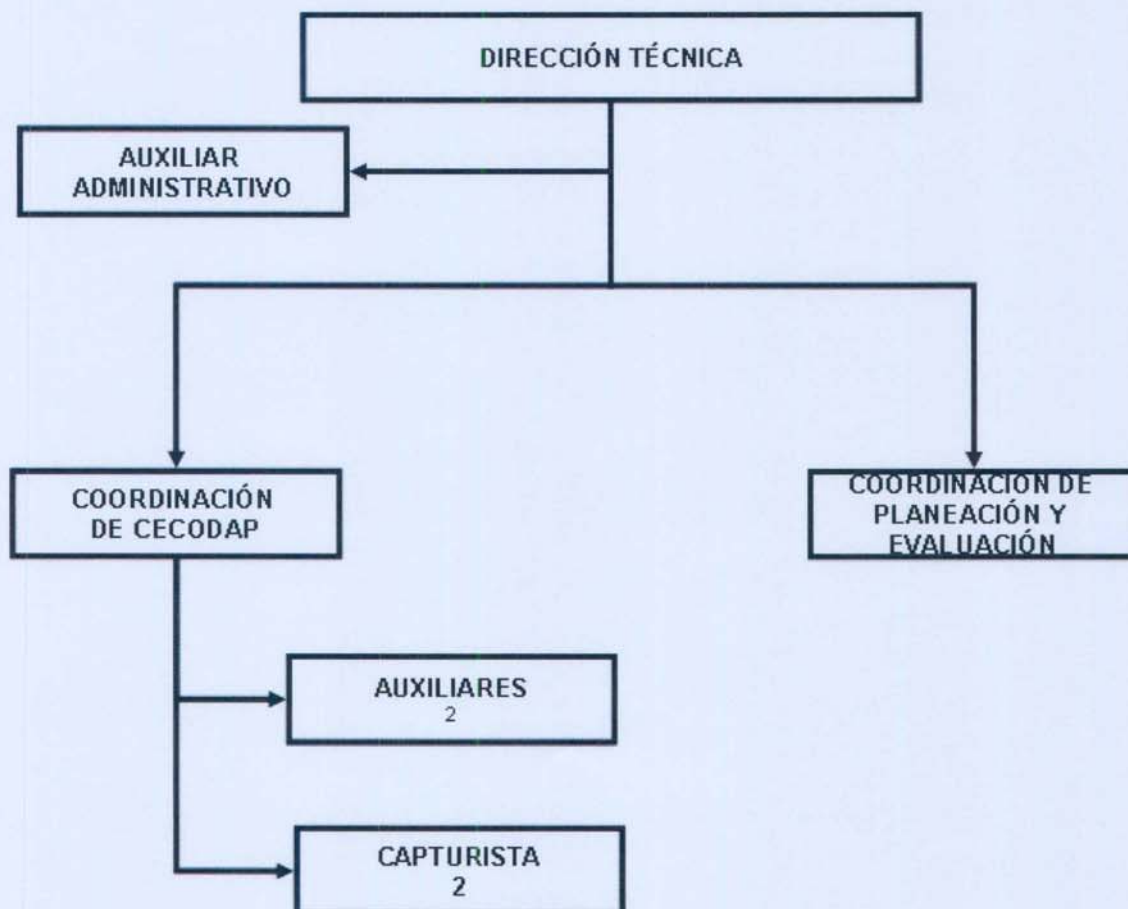 DIRECCIÓN TÉCNICA
AUXILIAR
ADMINISTRATIVO
COORDINACIÓN
DE CECODAP
COORDINACION DE
PLANEACIÓN Y
EVALUACIÓN
AUXILIARES
2
CAPTURISTA
2